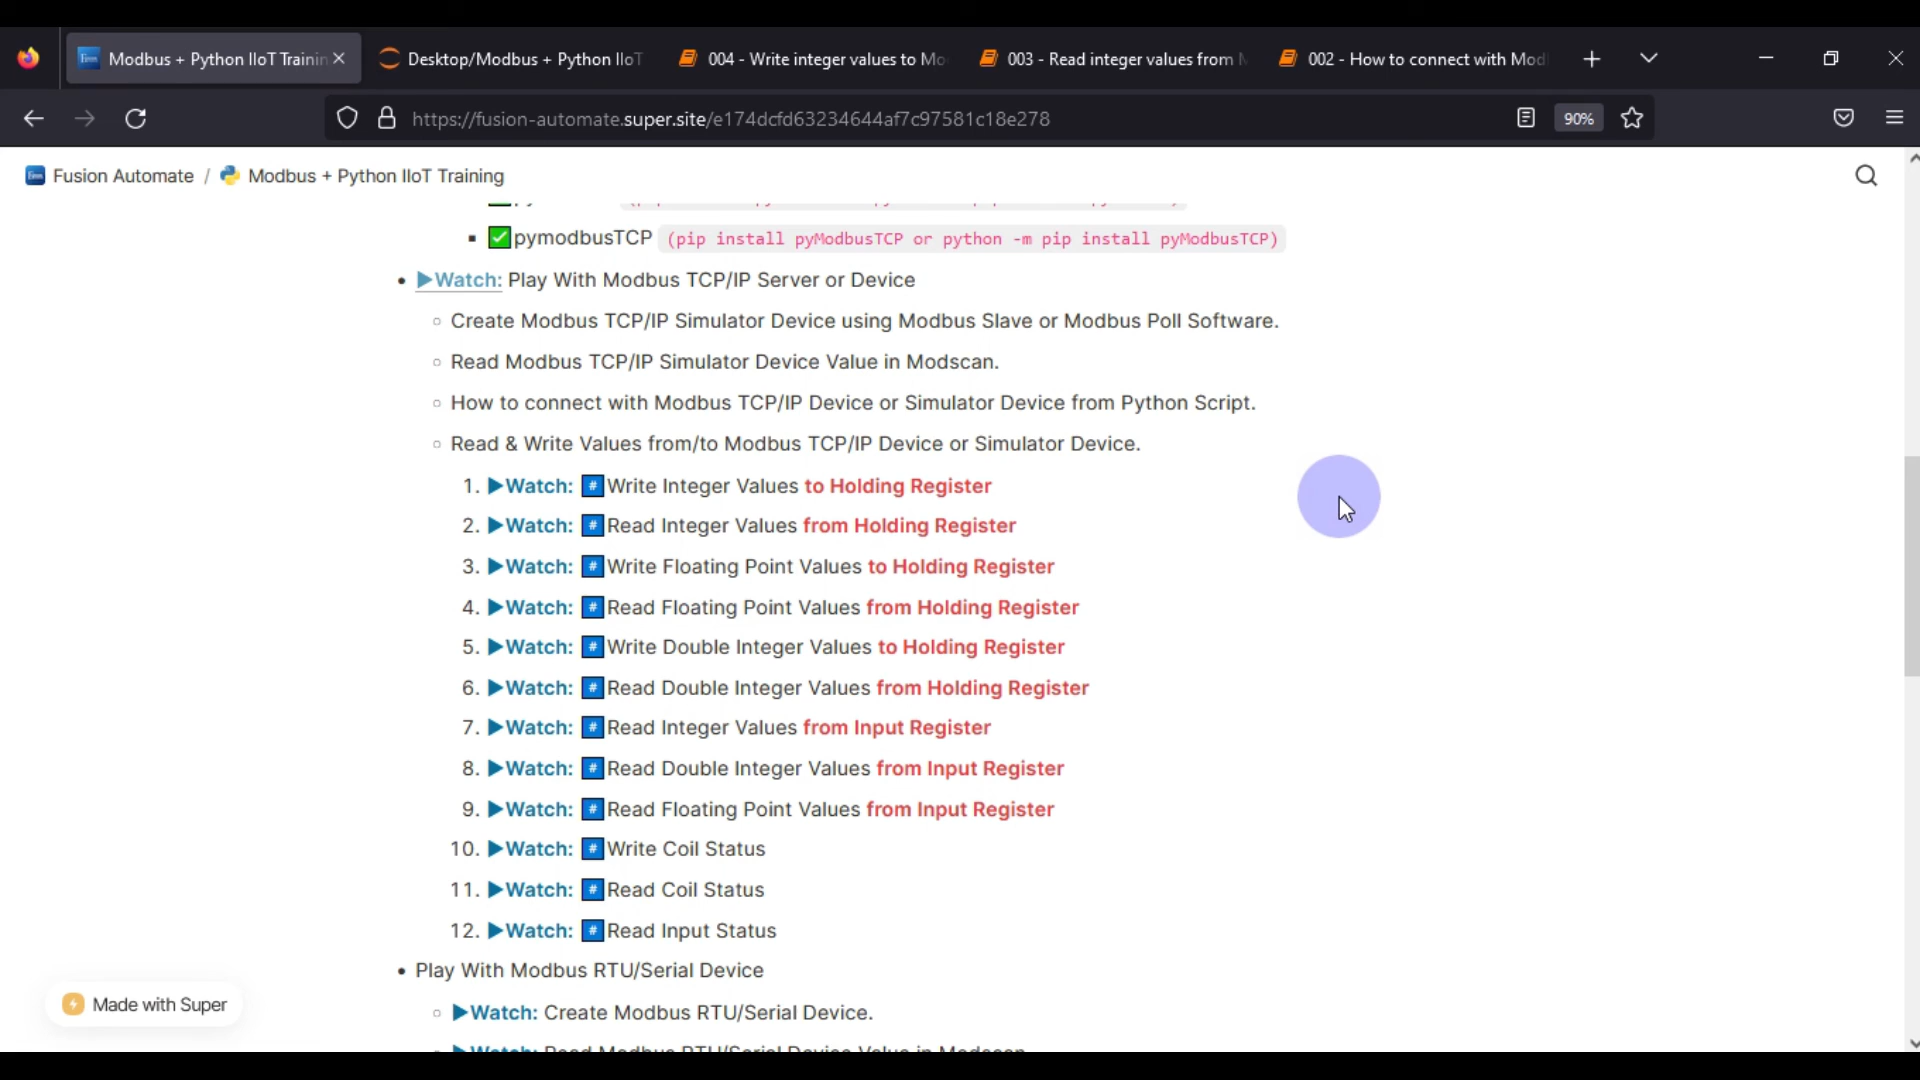 Modbus + Python IIoT Trainin
Desktop/Modbus + Python IIoT
004 - Write integer values to Mo
003 - Read integer values from M
002 - How to connect with Mod
https://fusion-automate.super.site/e174dcfd63234644af7c97581c18e278
90%
Fusion Automate / Modbus + Python IIoT Training
pymodbusTCP (pip install pyModbusTCP or python -m pip install pyModbusTCP)
Watch: Play With Modbus TCP/IP Server or Device
Create Modbus TCP/IP Simulator Device using Modbus Slave or Modbus Poll Software.
Read Modbus TCP/IP Simulator Device Value in Modscan.
How to connect with Modbus TCP/IP Device or Simulator Device from Python Script.
Read & Write Values from/to Modbus TCP/IP Device or Simulator Device.
1. ▶Watch: #Write Integer Values to Holding Register
2. ▶Watch: #Read Integer Values from Holding Register
3. ▶Watch: #Write Floating Point Values to Holding Register
4. ▶Watch: #Read Floating Point Values from Holding Register
5. ▶Watch: #Write Double Integer Values to Holding Register
6. ▶Watch: #Read Double Integer Values from Holding Register
7. ▶Watch: #Read Integer Values from Input Register
8. ▶Watch: #Read Double Integer Values from Input Register
9. ▶Watch: #Read Floating Point Values from Input Register
10. ▶Watch: #Write Coil Status
11. ▶Watch: #Read Coil Status
12. ▶Watch: #Read Input Status
Play With Modbus RTU/Serial Device
Made with Super
▶Watch: Create Modbus RTU/Serial Device.
▶Watch: Read Modbus RTU/Serial Device Value in Modscan